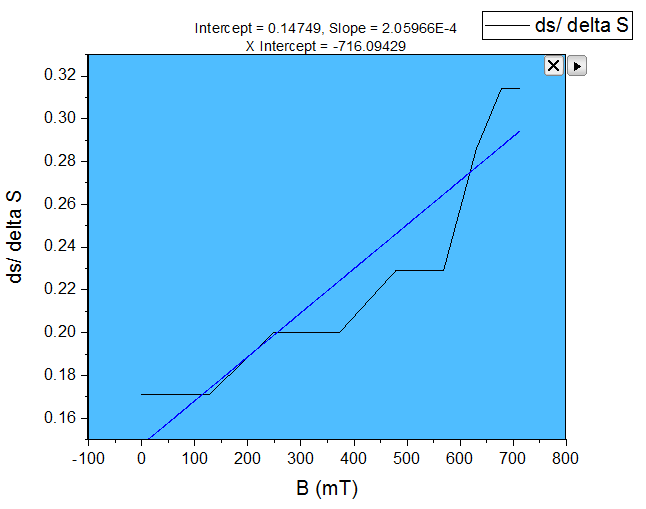 Intercept = 0.14749, Slope = 2.05966E-4
X Intercept = -716.09429
ds/ delta S
0.32
0.30
0.28
0.26
0.24
0.22
0.20
0.18
0.16
ds/ delta S
-100 0 100 200 300 400 500 600 700 800
B (mT)